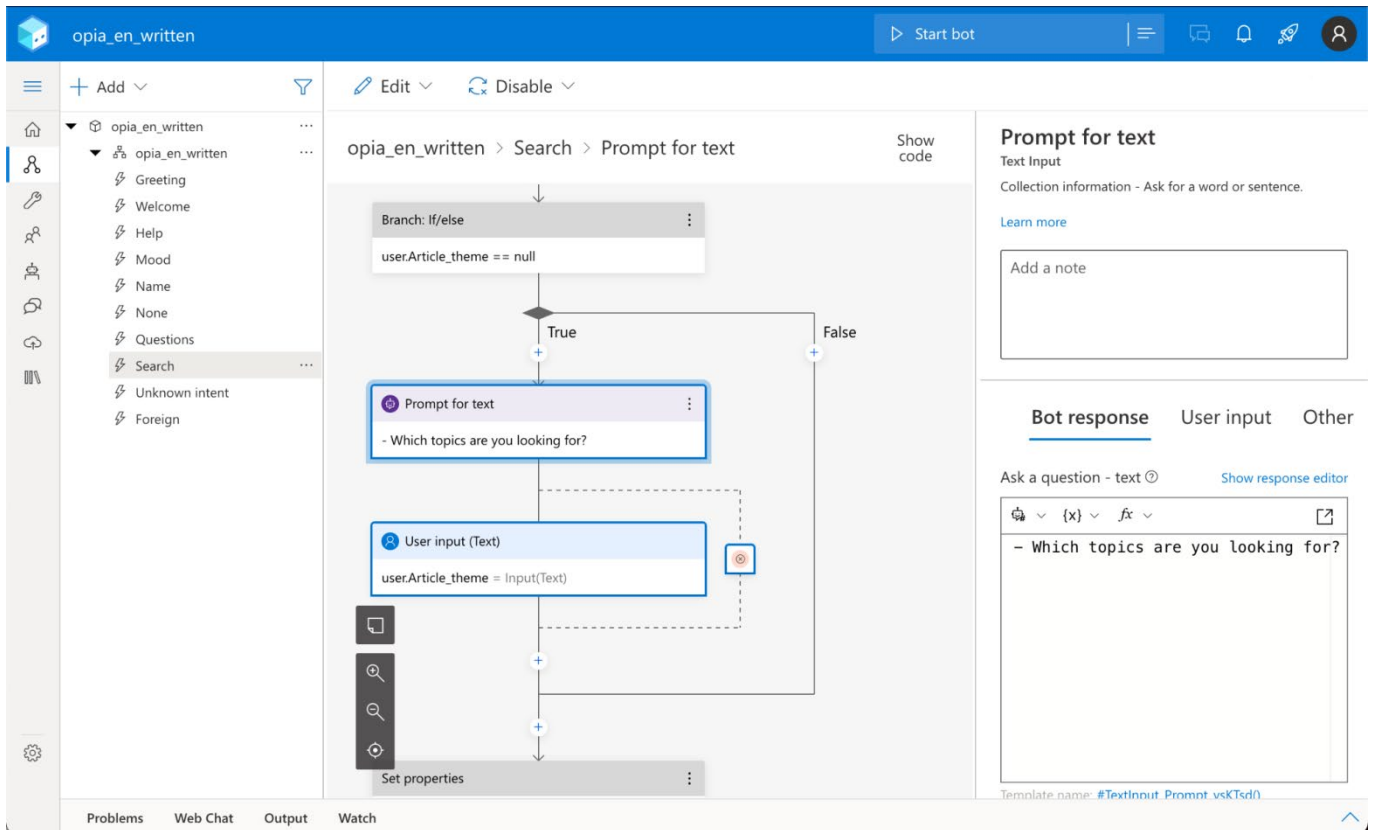 opia_en_written
Start bot
Add
Edit
Disable
opia_en_written
opia_en_written
Greeting
Welcome
Help
Mood
Name
None
Questions
Search
Unknown intent
Foreign
opia_en_written > Search > Prompt for text
Show
code
Branch: If/else
user.Article_theme == null
True
False
Prompt for text
- Which topics are you looking for?
User input (Text)
user.Article_theme = Input(Text)
Set properties
Prompt for text
Text Input
Collection information - Ask for a word or sentence.
Learn more
Add a note
Bot response
User input
Other
Ask a question - text
Show response editor
{x}
fx
- Which topics are you looking for?
Template name: #TextInput_Prompt_vsKTsd()
Problems
Web Chat
Output
Watch